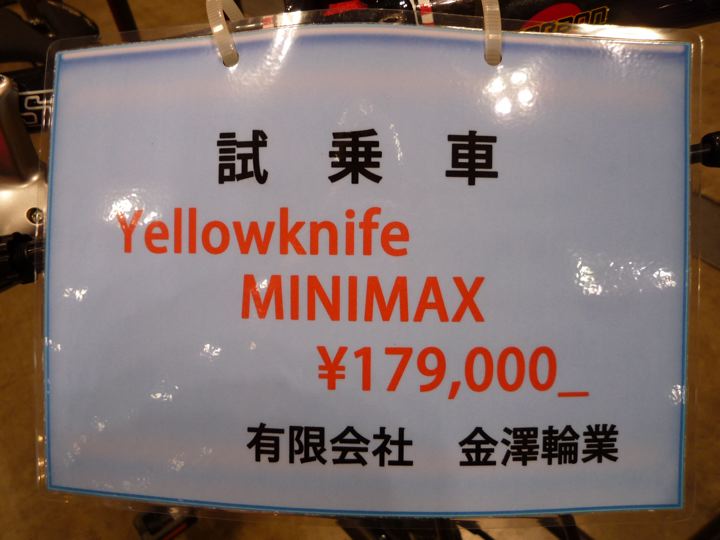 試乗車
Yellowknife
MINIMAX
¥179,000_
有限会社 金澤輪業